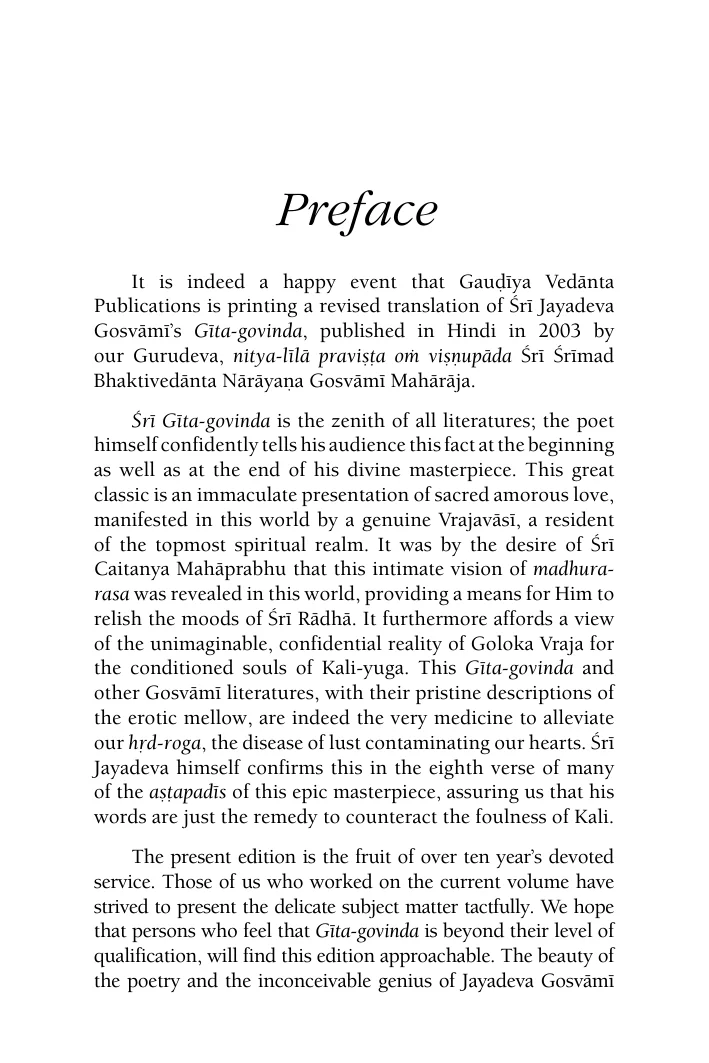 Preface
It is indeed a happy event that Gauḍīya Vedānta
Publications is printing a revised translation of Śrī Jayadeva
Gosvāmī’s Gīta-govinda, published in Hindi in 2003 by
our Gurudeva, nitya-līlā praviṣṭa oṁ viṣṇupāda Śrī Śrīmad
Bhaktivedānta Nārāyaṇa Gosvāmī Mahārāja.
Śrī Gīta-govinda is the zenith of all literatures; the poet
himself confidently tells his audience this fact at the beginning
as well as at the end of his divine masterpiece. This great
classic is an immaculate presentation of sacred amorous love,
manifested in this world by a genuine Vrajavāsī, a resident
of the topmost spiritual realm. It was by the desire of Śrī
Caitanya Mahāprabhu that this intimate vision of madhura-
rasa was revealed in this world, providing a means for Him to
relish the moods of Śrī Rādhā. It furthermore affords a view
of the unimaginable, confidential reality of Goloka Vraja for
the conditioned souls of Kali-yuga. This Gīta-govinda and
other Gosvāmī literatures, with their pristine descriptions of
the erotic mellow, are indeed the very medicine to alleviate
our hṛd-roga, the disease of lust contaminating our hearts. Śrī
Jayadeva himself confirms this in the eighth verse of many
of the aṣṭapadīs of this epic masterpiece, assuring us that his
words are just the remedy to counteract the foulness of Kali.
The present edition is the fruit of over ten year’s devoted
service. Those of us who worked on the current volume have
strived to present the delicate subject matter tactfully. We hope
that persons who feel that Gīta-govinda is beyond their level of
qualification, will find this edition approachable. The beauty of
the poetry and the inconceivable genius of Jayadeva Gosvāmī